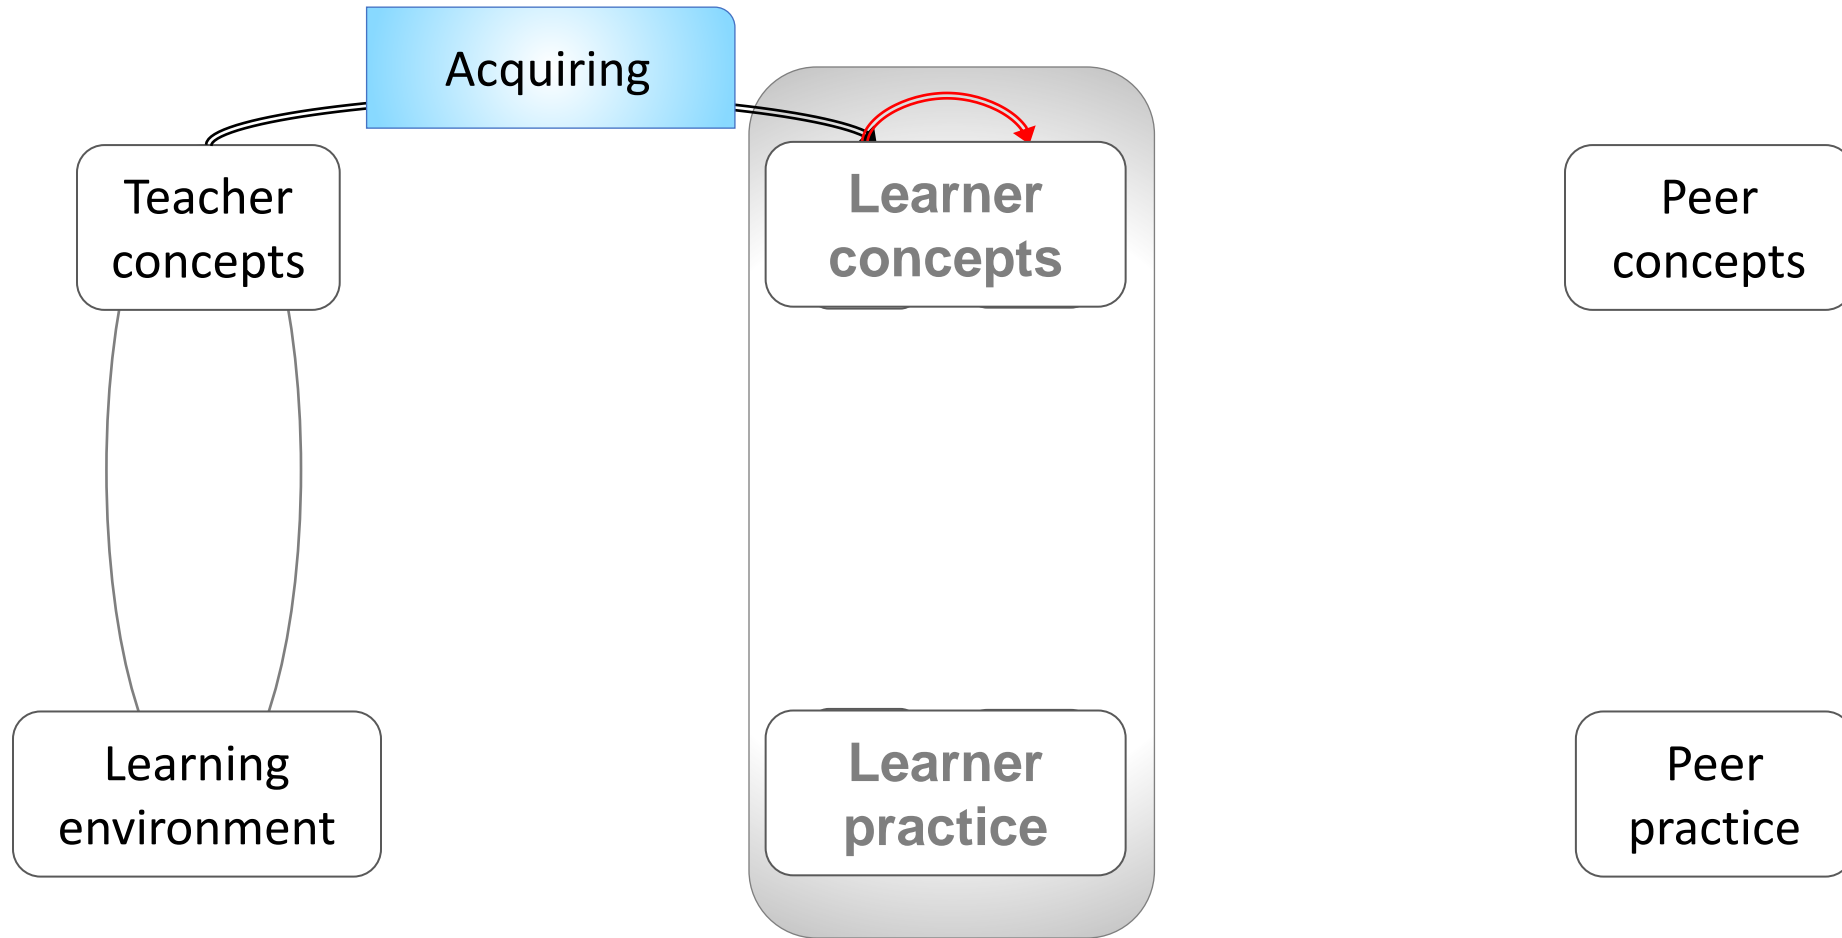 Acquiring
Teacher
concepts
Learner
concepts
Peer
concepts
Learning
environment
Learner
practice
Peer
practice